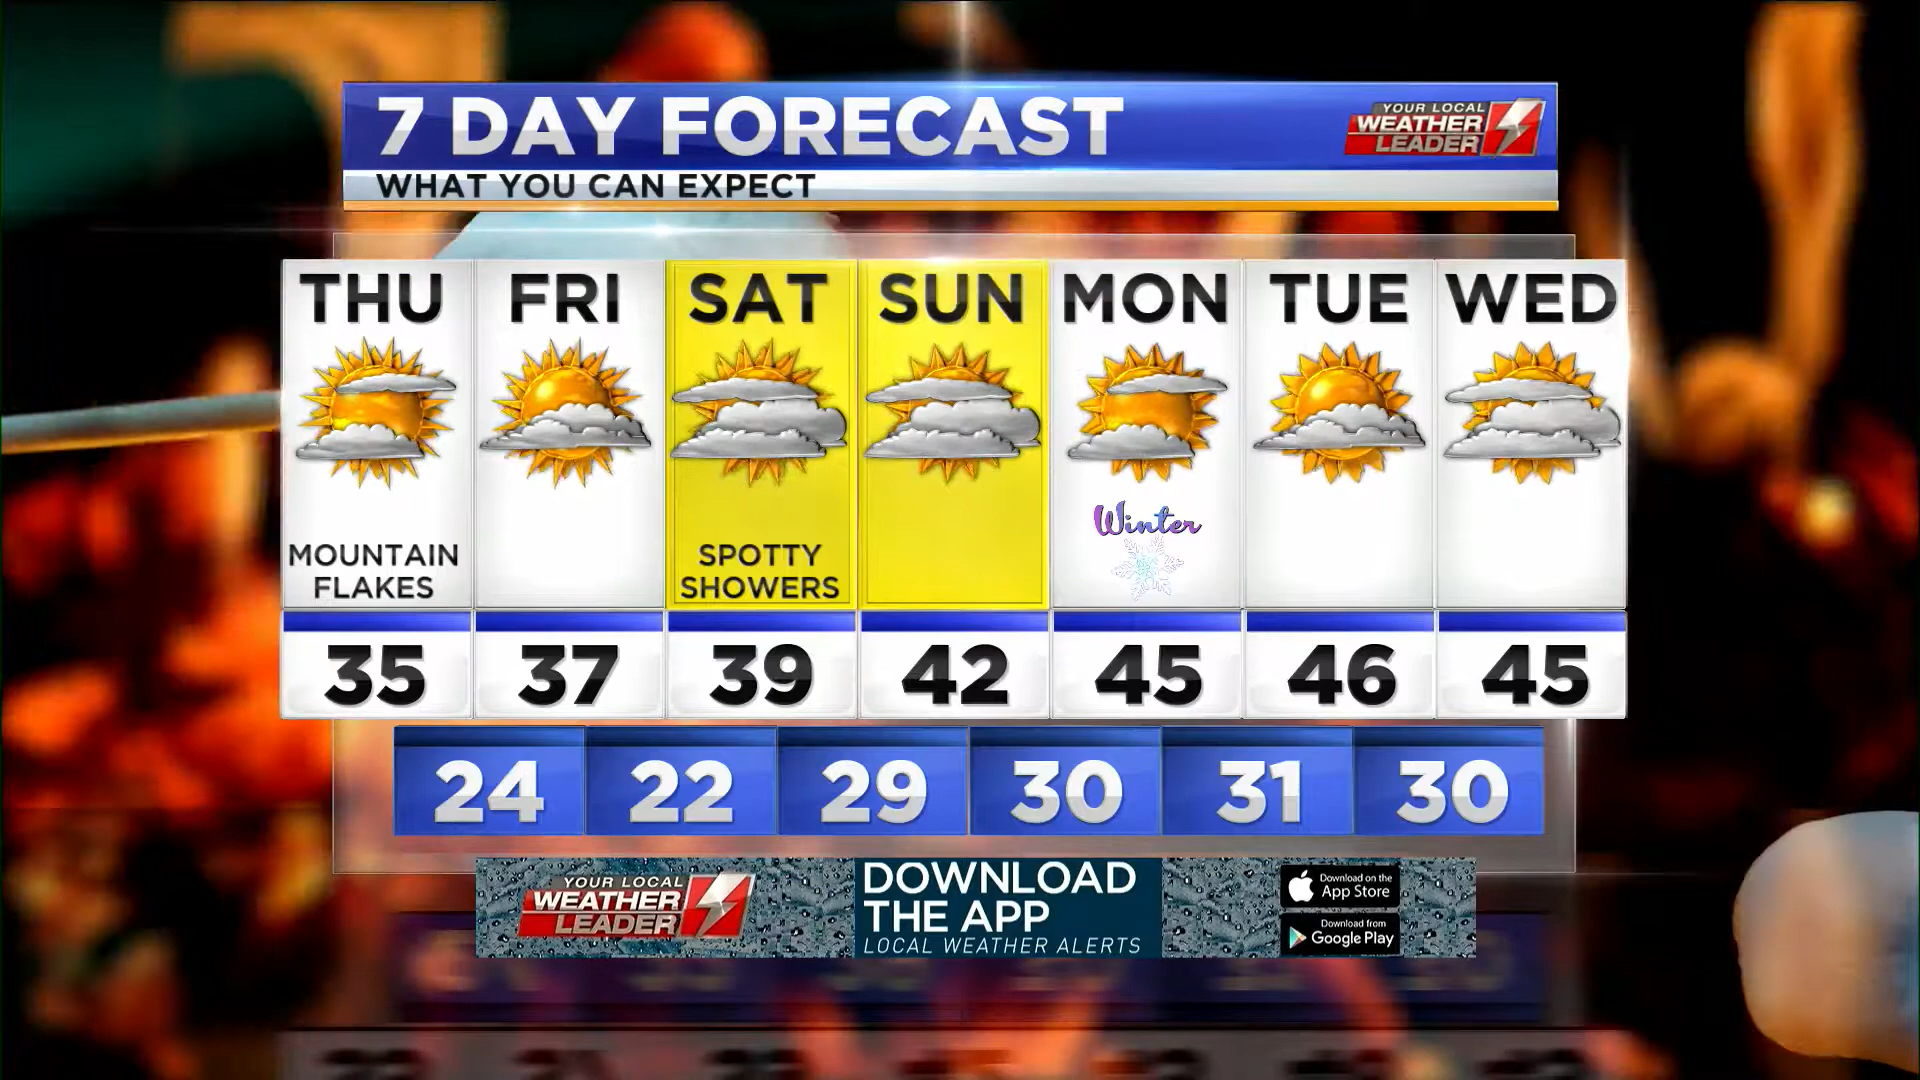 7 DAY FORECAST
WHAT YOU CAN EXPECT
YOUR LOCAL
WEATHER
LEADER
THU FRI SAT SUN MON TUE WED
Winter
MOUNTAIN
FLAKES
SPOTTY
SHOWERS
35 37 39 42 45 46 45
24 22 29 30 31 30
YOUR LOCAL
WEATHER
LEADER
DOWNLOAD
THE APP
LOCAL WEATHER ALERTS
Download on the
App Store
Download from
Google Play